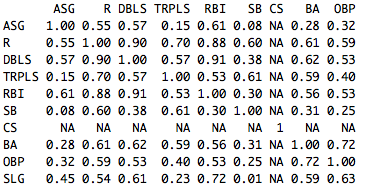 ASG R DBLS TRPLS RBI SB CS BA OBP
ASG 1.00 0.55 0.57 0.15 0.61 0.08 NA 0.28 0.32
R 0.55 1.00 0.90 0.70 0.88 0.60 NA 0.61 0.59
DBLS 0.57 0.90 1.00 0.57 0.91 0.38 NA 0.62 0.53
TRPLS 0.15 0.70 0.57 1.00 0.53 0.61 NA 0.59 0.40
RBI 0.61 0.88 0.91 0.53 1.00 0.30 NA 0.56 0.53
SB 0.08 0.60 0.38 0.61 0.30 1.00 NA 0.31 0.25
CS NA NA NA NA NA NA 1 NA NA
BA 0.28 0.61 0.62 0.59 0.56 0.31 NA 1.00 0.72
OBP 0.32 0.59 0.53 0.40 0.53 0.25 NA 0.72 1.00
SLG 0.45 0.54 0.61 0.23 0.72 0.01 NA 0.59 0.63